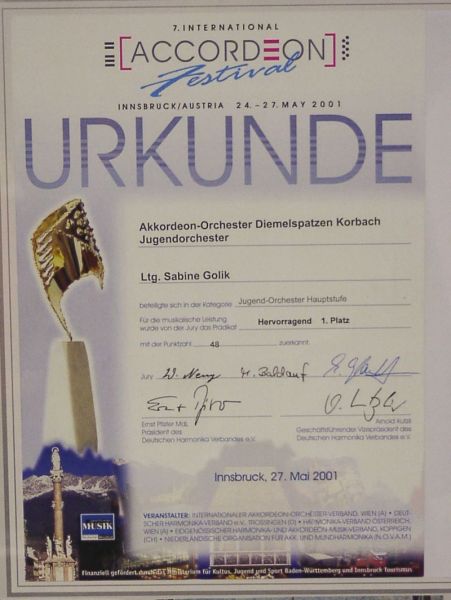 7. INTERNATIONAL
ACCORDEON
Festival
INNSBRUCK/AUSTRIA 24.–27. MAY 2001
URKUNDE
Akkordeon-Orchester Diemelspatzen Korbach
Jugendorchester
Ltg. Sabine Golik
beteiligte sich in der Kategorie Jugend-Orchester Hauptstufe
Für die musikalische Leistung
wurde von der Jury das Prädikat Hervorragend 1. Platz
mit der Punktzahl 48 zuerkannt.
Jury
Ernst Pfister MdL
Präsident des
Deutschen Harmonika Verbandes e.V.
Arnold Kutzli
Geschäftsführender Vizepräsident des
Deutschen Harmonika Verbandes e.V.
Innsbruck, 27. Mai 2001
VERANSTALTER: INTERNATIONALER AKKORDEON-ORCHESTER-VERBAND, WIEN (A) • DEUT-
SCHER HARMONIKA-VERBAND e.V., TROSSINGEN (D) • HARMONIKA-VERBAND ÖSTERREICH,
WIEN (A) • EIDGENÖSSISCHER HARMONIKA- UND AKKORDEON-MUSIKVERBAND, KOPPIGEN
(CH) • NIEDERLÄNDISCHE ORGANISATION FÜR AKK. UND MUNDHARMONIKA (N.O.V.A.M.)
MUSIK
Finanziell gefördert durch das Ministerium für Kultus, Jugend und Sport Baden-Württemberg und Innsbruck Tourismus